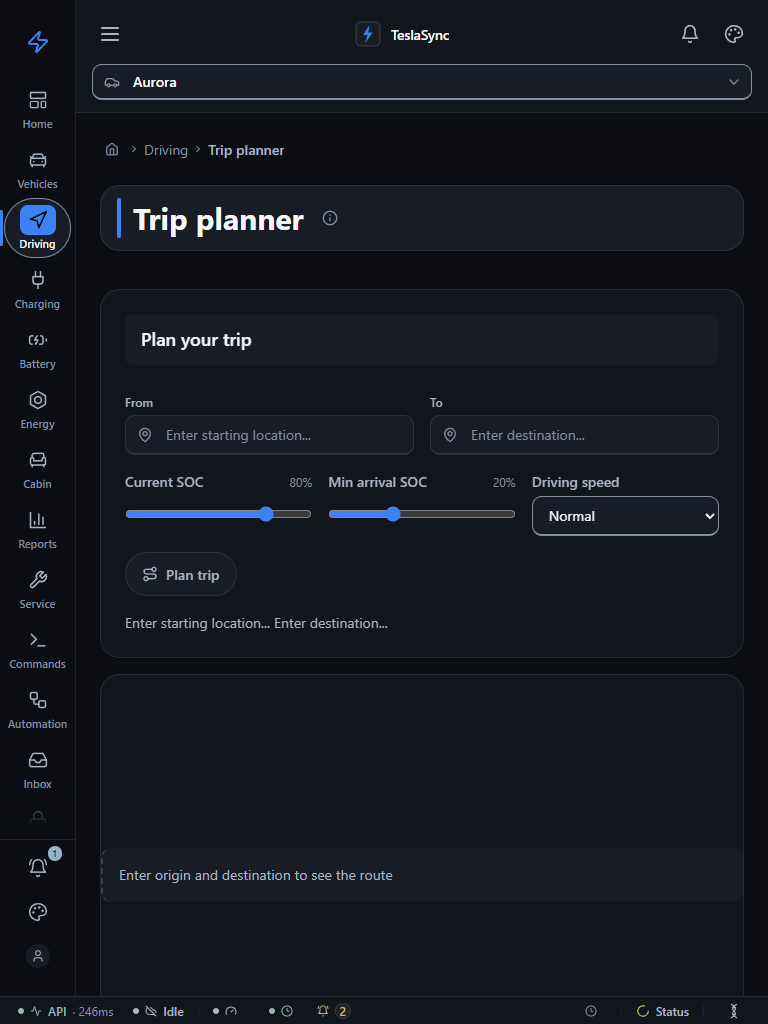 TeslaSync
Aurora
Home
Vehicles
Driving
Charging
Battery
Energy
Cabin
Reports
Service
Commands
Automation
Inbox
1
Driving
Trip planner
Trip planner
Plan your trip
From
To
Enter starting location...
Enter destination...
Current SOC
80%
Min arrival SOC
20%
Driving speed
Normal
Plan trip
Enter starting location... Enter destination...
Enter origin and destination to see the route
API · 246ms
Idle
2
Status